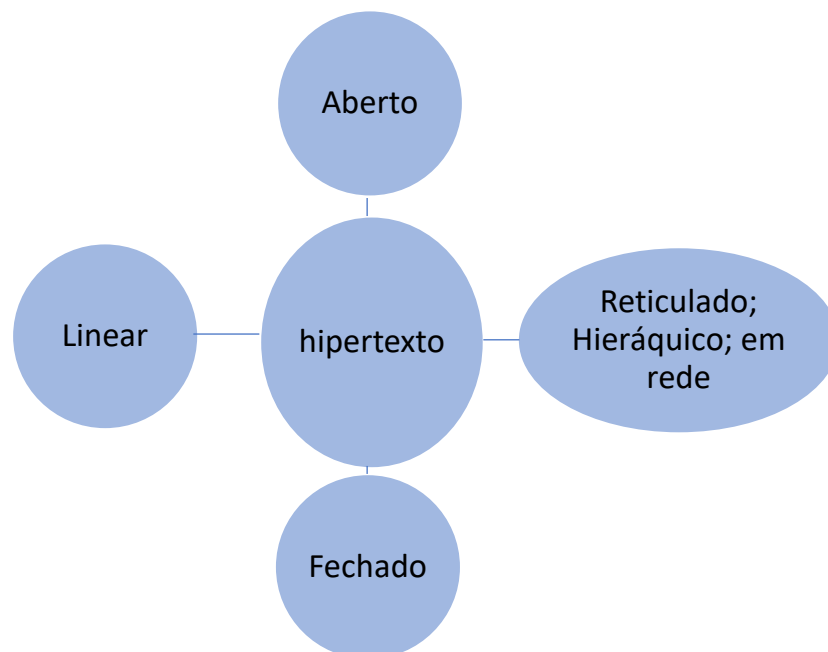 Aberto
Linear
hipertexto
Reticulado;
Hieráquico; em
rede
Fechado